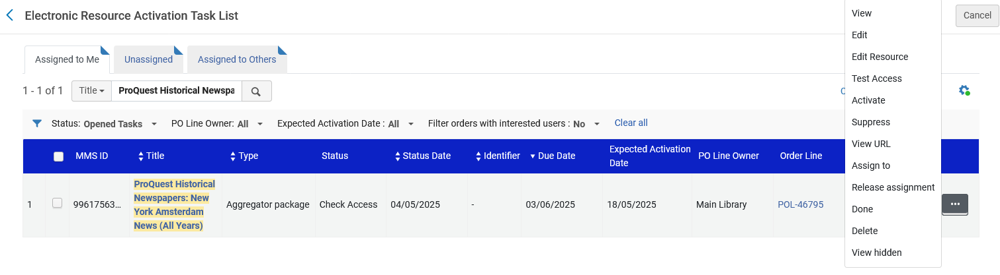 Electronic Resource Activation Task List
Cancel
Assigned to Me
Unassigned
Assigned to Others
1 - 1 of 1
Title
ProQuest Historical Newspa
Status: Opened Tasks
PO Line Owner: All
Expected Activation Date : All
Filter orders with interested users : No
Clear all
MMS ID
Title
Type
Status
Status Date
Identifier
Due Date
Expected Activation
Date
PO Line Owner
Order Line
1
99617563...
ProQuest Historical
Newspapers: New
York Amsterdam
News (All Years)
Aggregator package
Check Access
04/05/2025
-
03/06/2025
18/05/2025
Main Library
POL-46795
...
View
Edit
Edit Resource
Test Access
Activate
Suppress
View URL
Assign to
Release assignment
Done
Delete
View hidden